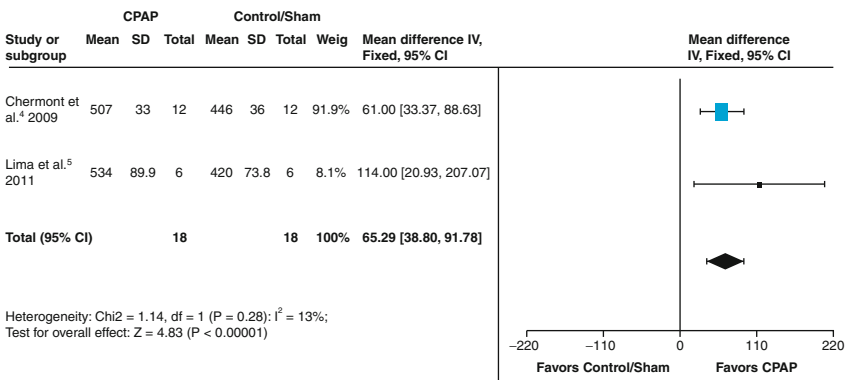 CPAP Control/Sham
Study or subgroup Mean SD Total Mean SD Total Weig Mean difference IV, Fixed, 95% CI Mean difference IV, Fixed, 95% CI
Chermont et al.⁴ 2009 507 33 12 446 36 12 91.9% 61.00 [33.37, 88.63]
Lima et al.⁵ 2011 534 89.9 6 420 73.8 6 8.1% 114.00 [20.93, 207.07]
Total (95% CI) 18 18 100% 65.29 [38.80, 91.78]
Heterogeneity: Chi2 = 1.14, df = 1 (P = 0.28): I² = 13%;
Test for overall effect: Z = 4.83 (P < 0.00001)
−220 −110 0 110 220
Favors Control/Sham Favors CPAP